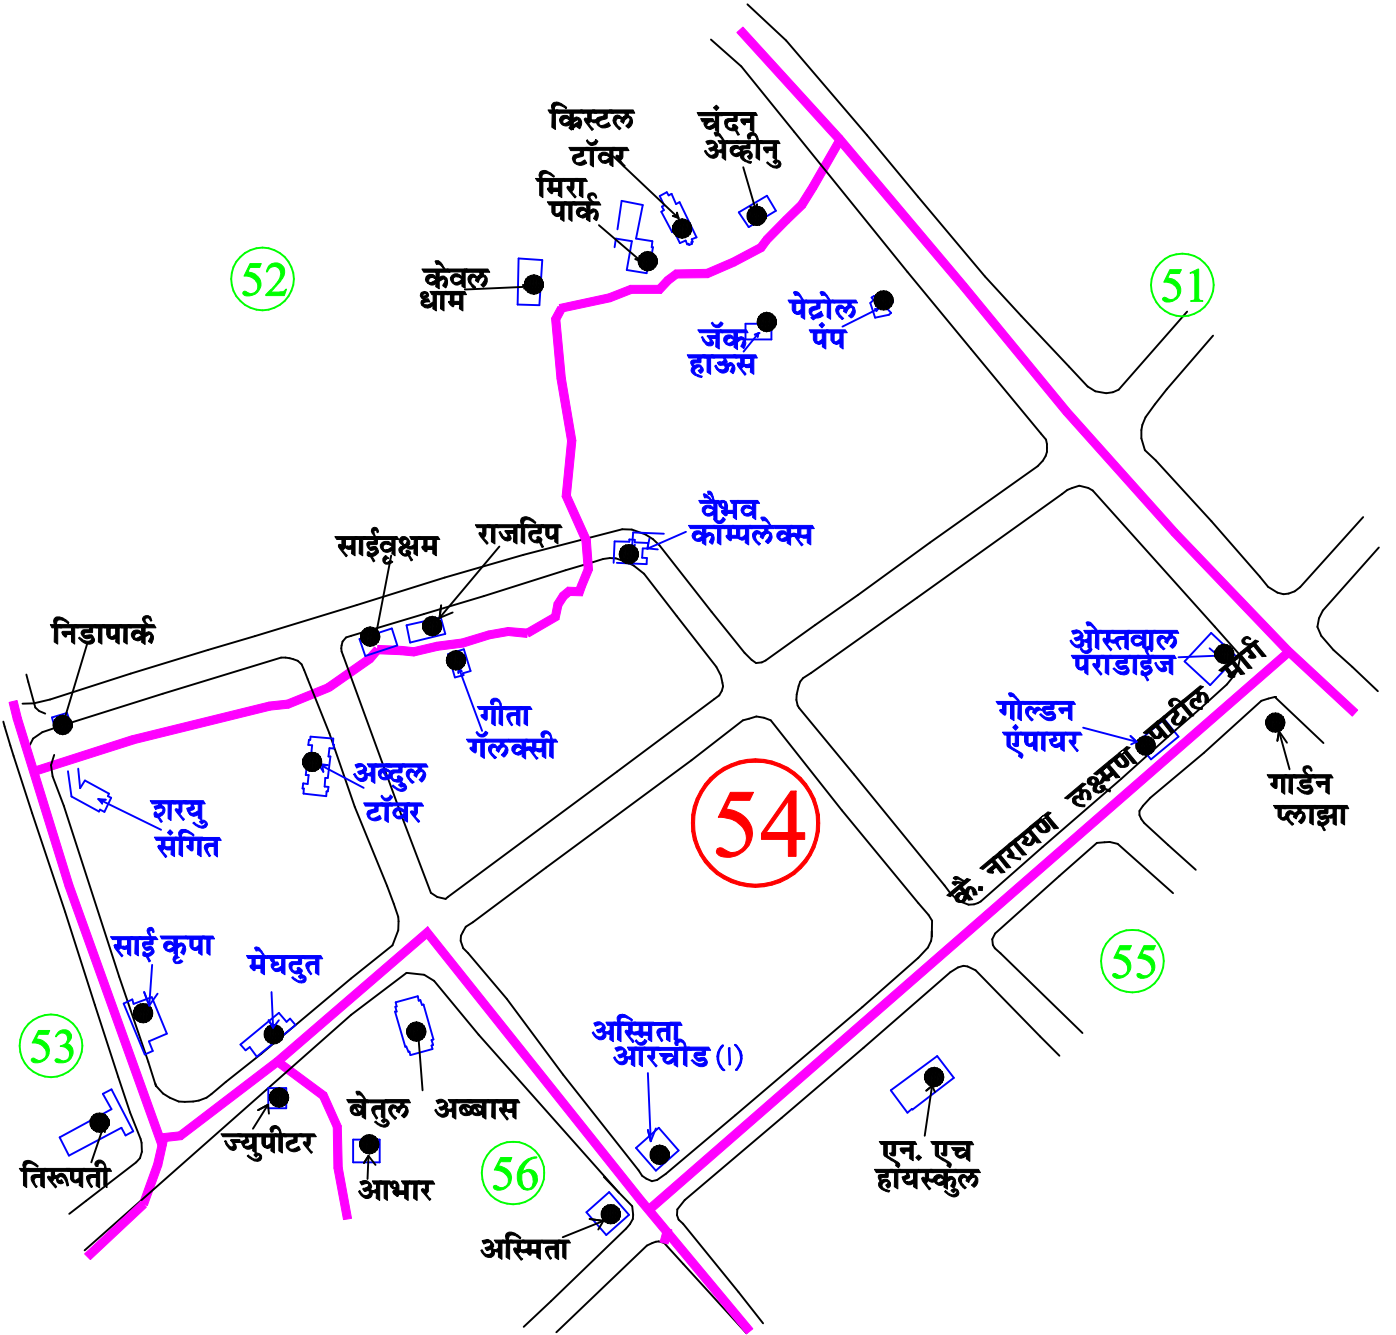 क्रिस्टल
टॉवर
चंदन
अेव्हीनु
मिरा
पार्क
52
केवल
धाम
51
जॅक
हाऊस
पेट्रोल
पंप
वैभव
कॉम्पलेक्स
राजदिप
साईवृक्षम
निडापार्क
ओस्तवाल
पॅराडाईज
गीता
गॅलक्सी
गोल्डन
एंपायर
कै. नारायण लक्ष्मण पाटील मार्ग
अब्दुल
टॉवर
शरयु
संगित
54
गार्डन
प्लाझा
साई कृपा
मेघदुत
55
53
अस्मिता
ऑरचीड (।)
बेतुल अब्बास
ज्युपीटर
तिरूपती
आभार
56
एन. एच
हायस्कुल
अस्मिता